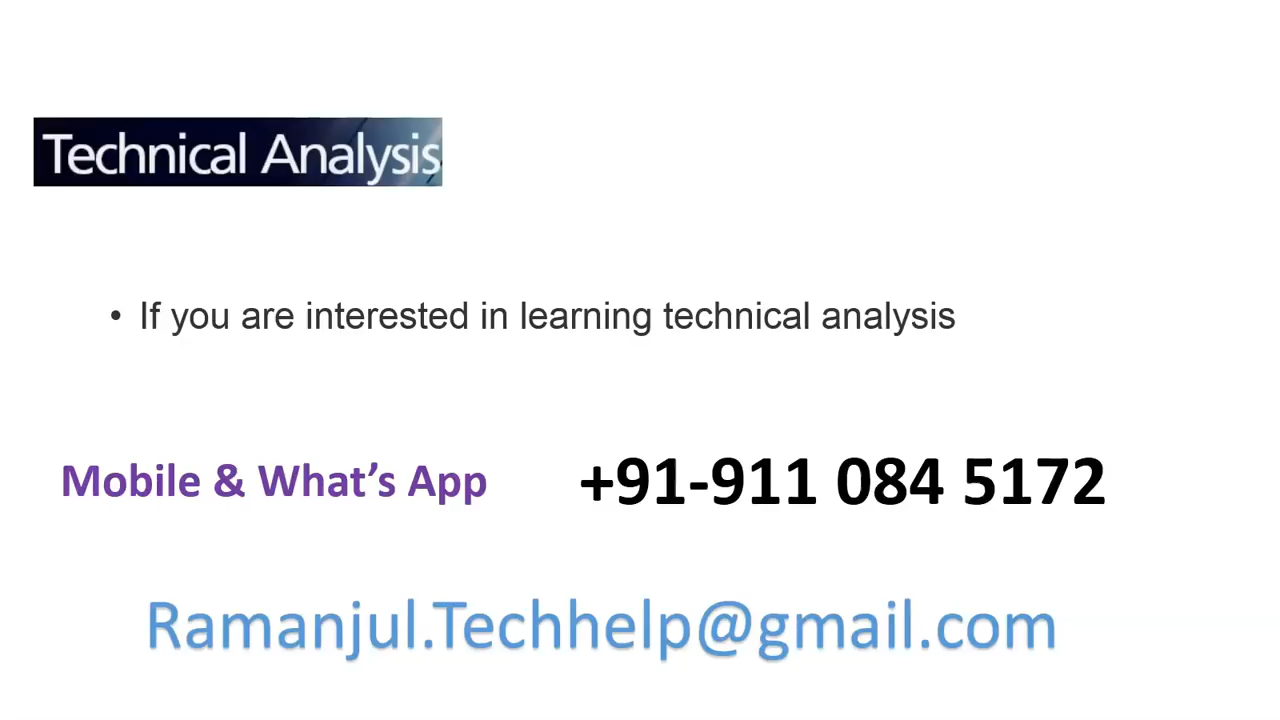 Technical Analysis
• If you are interested in learning technical analysis
Mobile & What’s App +91-911 084 5172
Ramanjul.Techhelp@gmail.com